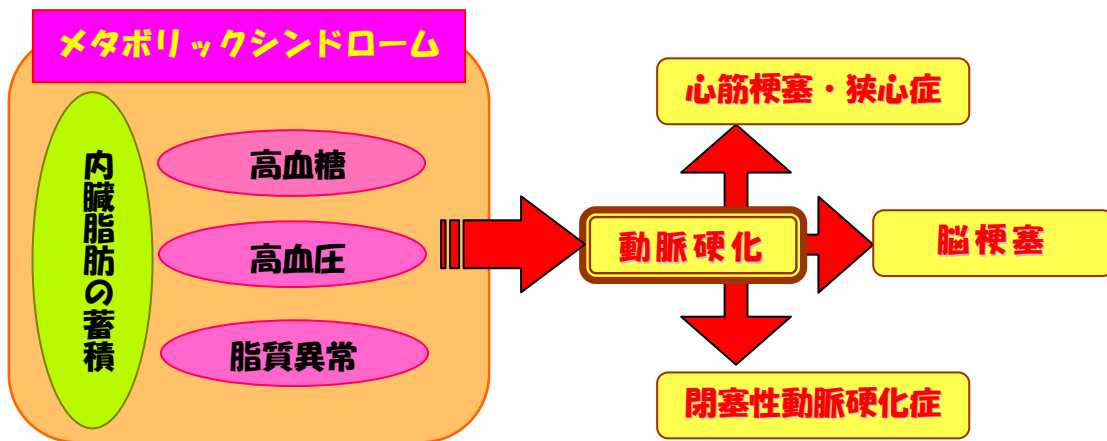 メタボリックシンドローム
内臓脂肪の蓄積
高血糖
高血圧
脂質異常
動脈硬化
心筋梗塞・狭心症
脳梗塞
閉塞性動脈硬化症